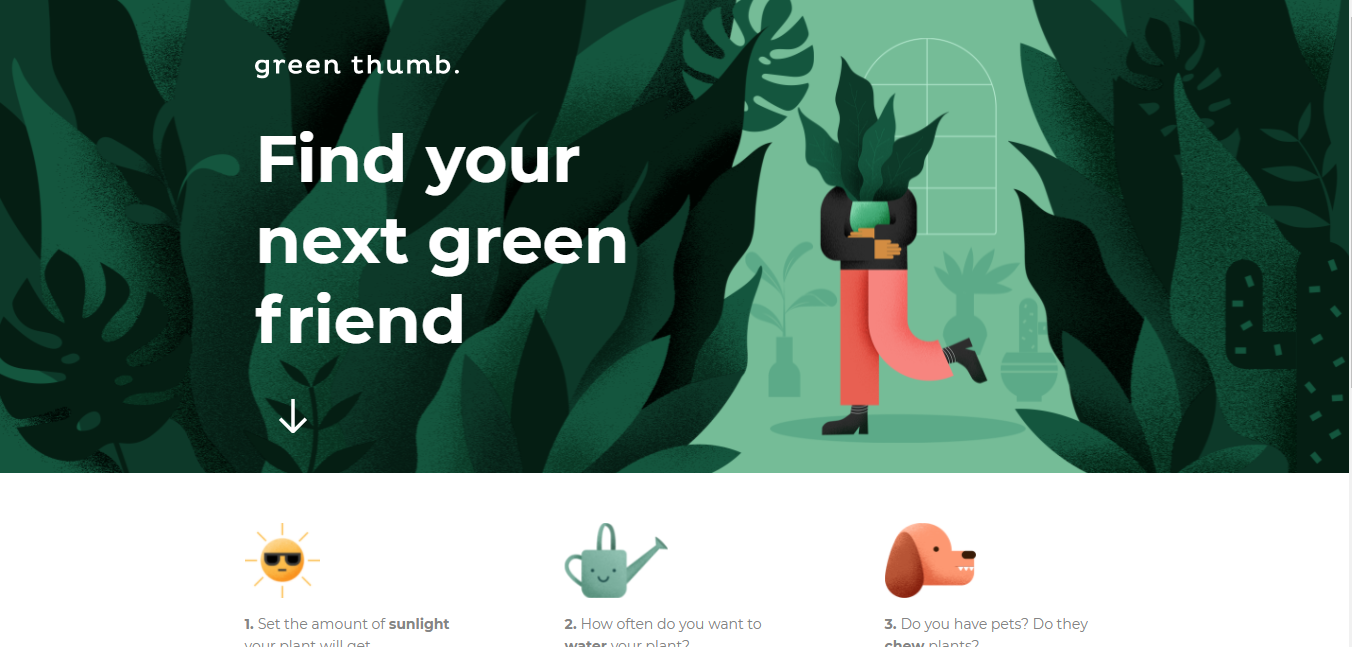 green thumb.
Find your
next green
friend
1. Set the amount of sunlight
your plant will get.
2. How often do you want to
water your plant?
3. Do you have pets? Do they
chew plants?